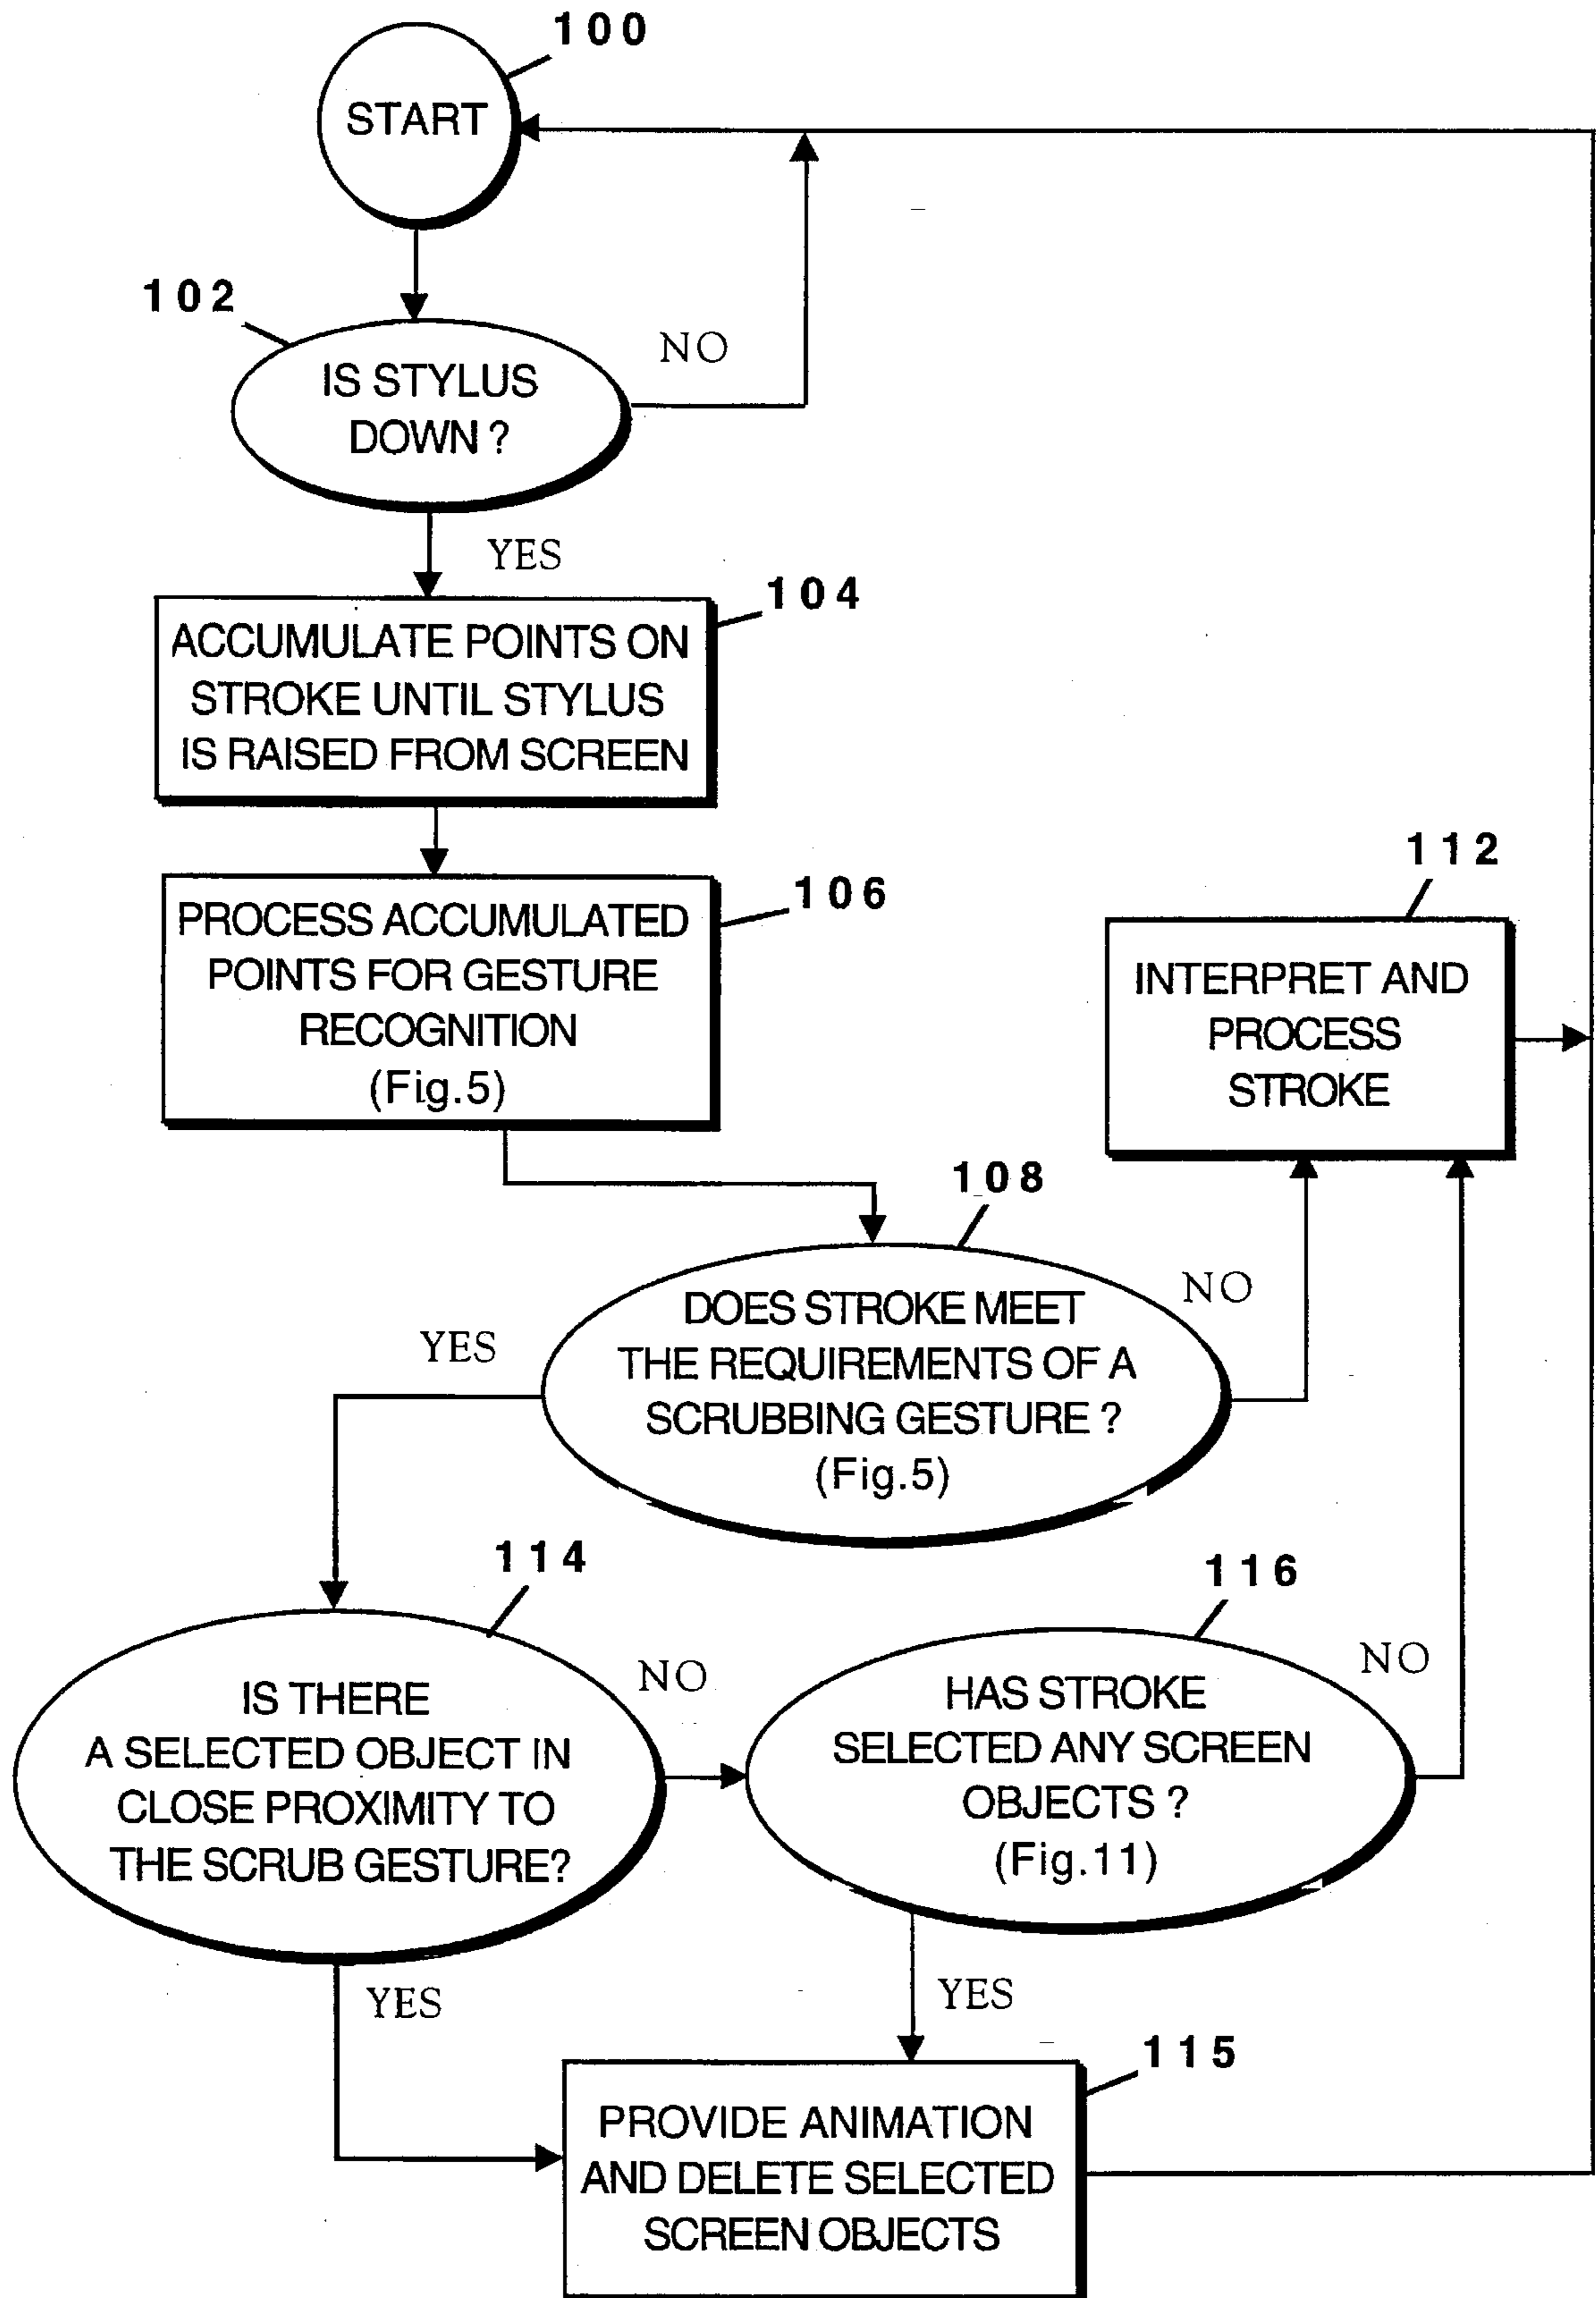 100
START
102
IS STYLUS
DOWN ?
NO
YES
104
ACCUMULATE POINTS ON
STROKE UNTIL STYLUS
IS RAISED FROM SCREEN
106
PROCESS ACCUMULATED
POINTS FOR GESTURE
RECOGNITION
(Fig.5)
112
INTERPRET AND
PROCESS
STROKE
108
DOES STROKE MEET
THE REQUIREMENTS OF A
SCRUBBING GESTURE ?
(Fig.5)
NO
YES
114
IS THERE
A SELECTED OBJECT IN
CLOSE PROXIMITY TO
THE SCRUB GESTURE?
NO
116
HAS STROKE
SELECTED ANY SCREEN
OBJECTS ?
(Fig.11)
NO
YES
YES
115
PROVIDE ANIMATION
AND DELETE SELECTED
SCREEN OBJECTS